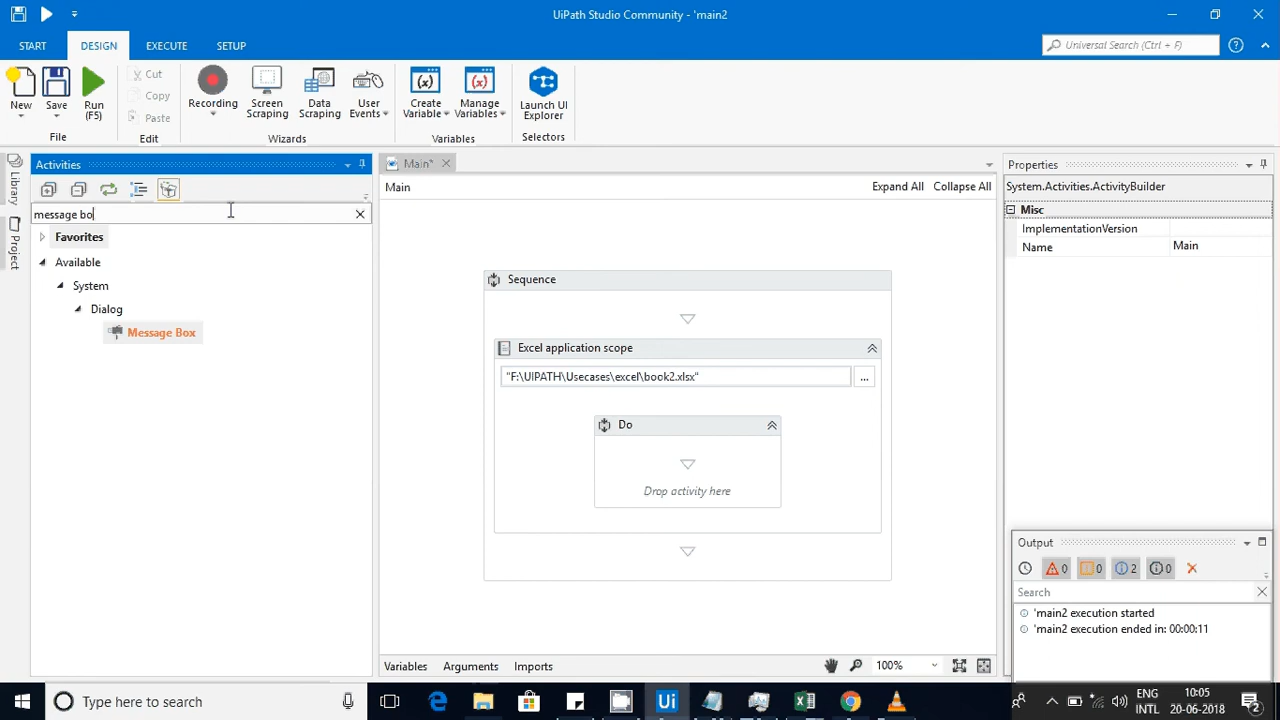 UiPath Studio Community - 'main2
START DESIGN EXECUTE SETUP
Universal Search (Ctrl + F)
New Save Run (F5)
Cut
Copy
Paste
Recording Screen Scraping Data Scraping User Events
Create Variable Manage Variables
Launch UI Explorer
File Edit Wizards Variables Selectors
Library
Project
Activities
message bo
Favorites
Available
System
Dialog
Message Box
Main*
Main Expand All Collapse All
Sequence
Excel application scope
"F:\UIPATH\Usecases\excel\book2.xlsx"
...
Do
Drop activity here
Variables Arguments Imports 100%
Properties
System.Activities.ActivityBuilder
Misc
ImplementationVersion
Name Main
Output
0 0 2 0
Search
'main2 execution started
'main2 execution ended in: 00:00:11
Type here to search
Ui
ENG
INTL
10:05
20-06-2018
2